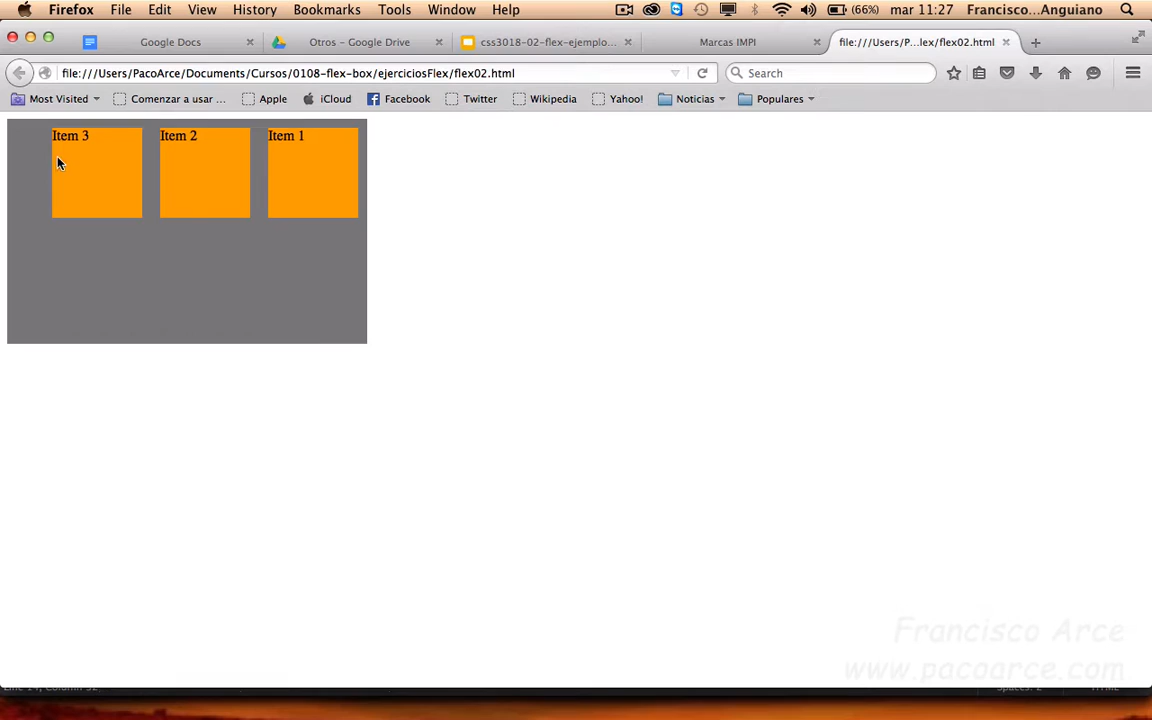 Firefox File Edit View History Bookmarks Tools Window Help (66%) mar 11:27 Francisco...Anguiano
Google Docs Otros – Google Drive css3018-02-flex-ejemplo... Marcas IMPI file:///Users/P...lex/flex02.html
file:///Users/PacoArce/Documents/Cursos/0108-flex-box/ejerciciosFlex/flex02.html Search
Most Visited Comenzar a usar ... Apple iCloud Facebook Twitter Wikipedia Yahoo! Noticias Populares
Item 3 Item 2 Item 1
Francisco Arce
www.pacoarce.com